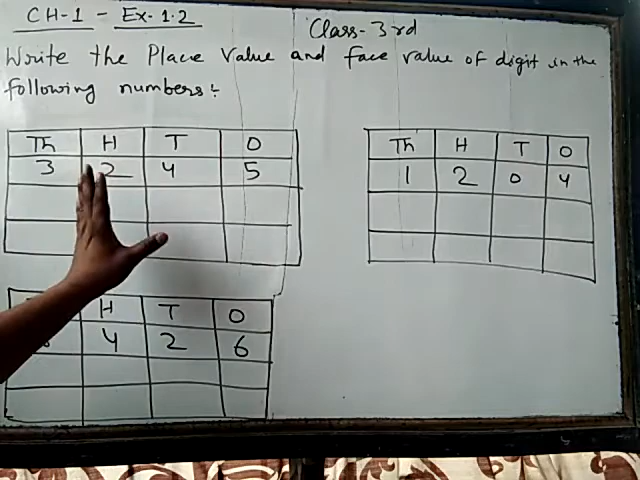 CH-1 - Ex-1.2
Class-3rd
Write the Place Value and face value of digit in the
following numbers:
Th H T O
3 2 4 5
Th H T O
1 2 0 4
H T O
4 2 6